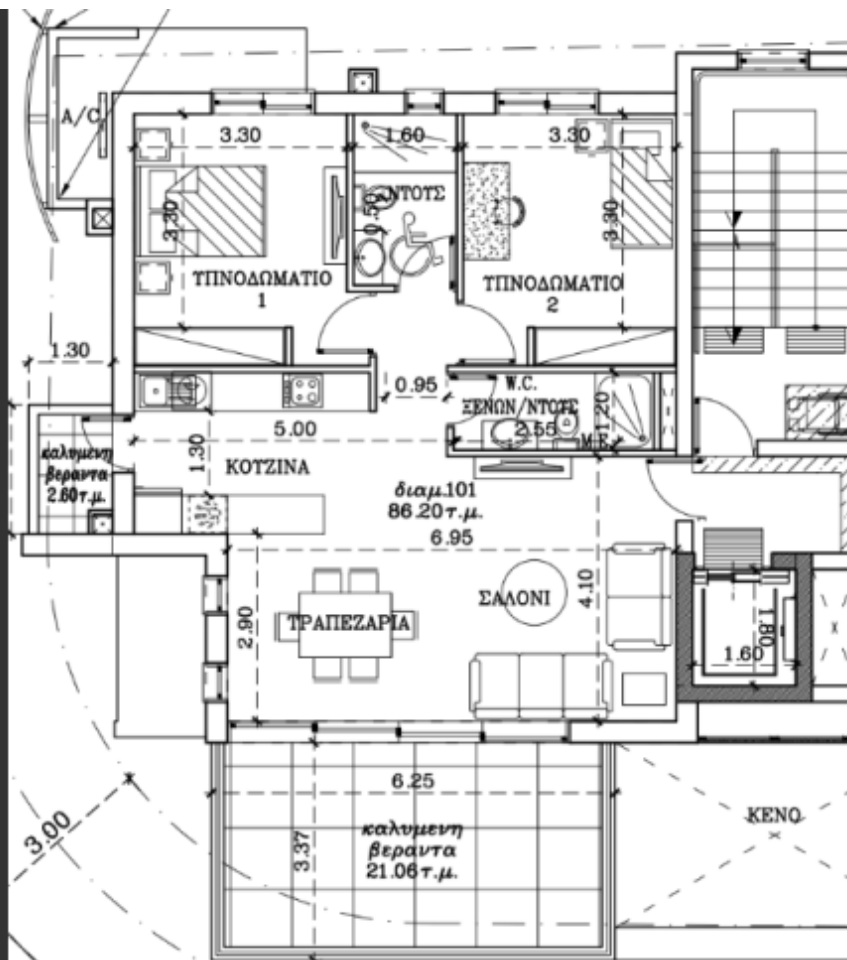 A/C
3.30
1.60
3.30
ΝΤΟΥΣ
0.50
3.30
3.30
ΥΠΝΟΔΩΜΑΤΙΟ
1
ΥΠΝΟΔΩΜΑΤΙΟ
2
1.30
0.95
W.C.
ΞΕΝΩΝ/ΝΤΟΥΣ
1.20
2.55
M.E.
5.00
1.30
ΚΟΥΖΙΝΑ
καλυμενη
βεραντα
2.60τ.μ.
διαμ.101
86.20τ.μ.
6.95
ΣΑΛΟΝΙ
4.10
ΤΡΑΠΕΖΑΡΙΑ
2.90
1.80
1.60
6.25
3.37
καλυμενη
βεραντα
21.06τ.μ.
ΚΕΝΟ
3.00